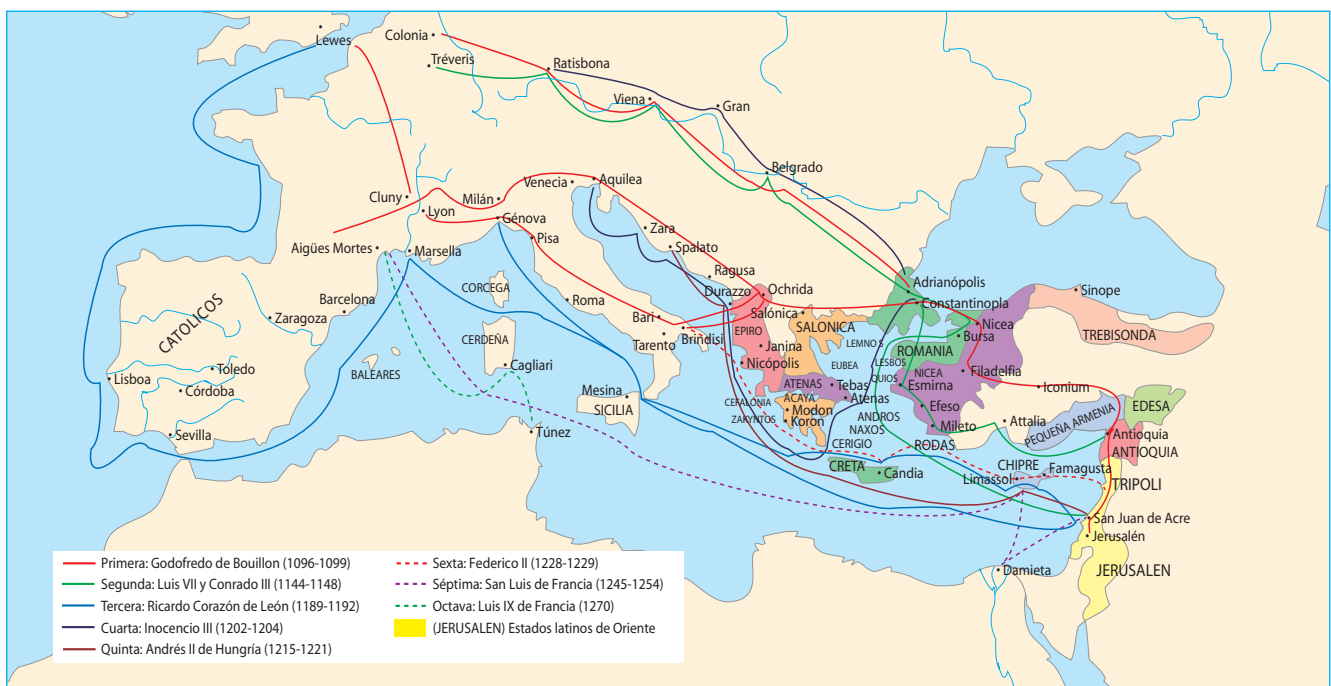 Lewes
Colonia
Tréveris
Ratisbona
Viena
Gran
Belgrado
Cluny
Lyon
Milán
Venecia
Aquilea
Génova
Pisa
Zara
Spalato
Aigües Mortes
Marsella
Ragusa
Durazzo
Ochrida
Adrianópolis
Constantinopla
Sinope
CORCEGA
Roma
Barcelona
Zaragoza
CATOLICOS
Bari
Brindisi
Tarento
Salónica
SALONICA
EPIRO
Janina
Nicópolis
LEMNO S
Nicea
Bursa
TREBISONDA
ROMANIA
LESBOS
EUBEA
NICEA
Filadelfia
QUIOS
Esmirna
Iconium
CERDEÑA
Cagliari
BALEARES
Lisboa
Toledo
Córdoba
Sevilla
Mesina
SICILIA
Túnez
ATENAS
Tebas
Atenas
CEFALONIA
ZAKYNTOS
ACAYA
Modon
Koron
ANDROS
NAXOS
CERIGIO
Efeso
Mileto
Attalia
PEQUEÑA ARMENIA
EDESA
Antioquia
ANTIOQUIA
RODAS
CRETA
Candia
CHIPRE
Limassol
Famagusta
TRIPOLI
San Juan de Acre
Jerusalén
JERUSALEN
Damieta
Primera: Godofredo de Bouillon (1096-1099)
Segunda: Luis VII y Conrado III (1144-1148)
Tercera: Ricardo Corazón de León (1189-1192)
Cuarta: Inocencio III (1202-1204)
Quinta: Andrés II de Hungría (1215-1221)
Sexta: Federico II (1228-1229)
Séptima: San Luis de Francia (1245-1254)
Octava: Luis IX de Francia (1270)
(JERUSALEN) Estados latinos de Oriente